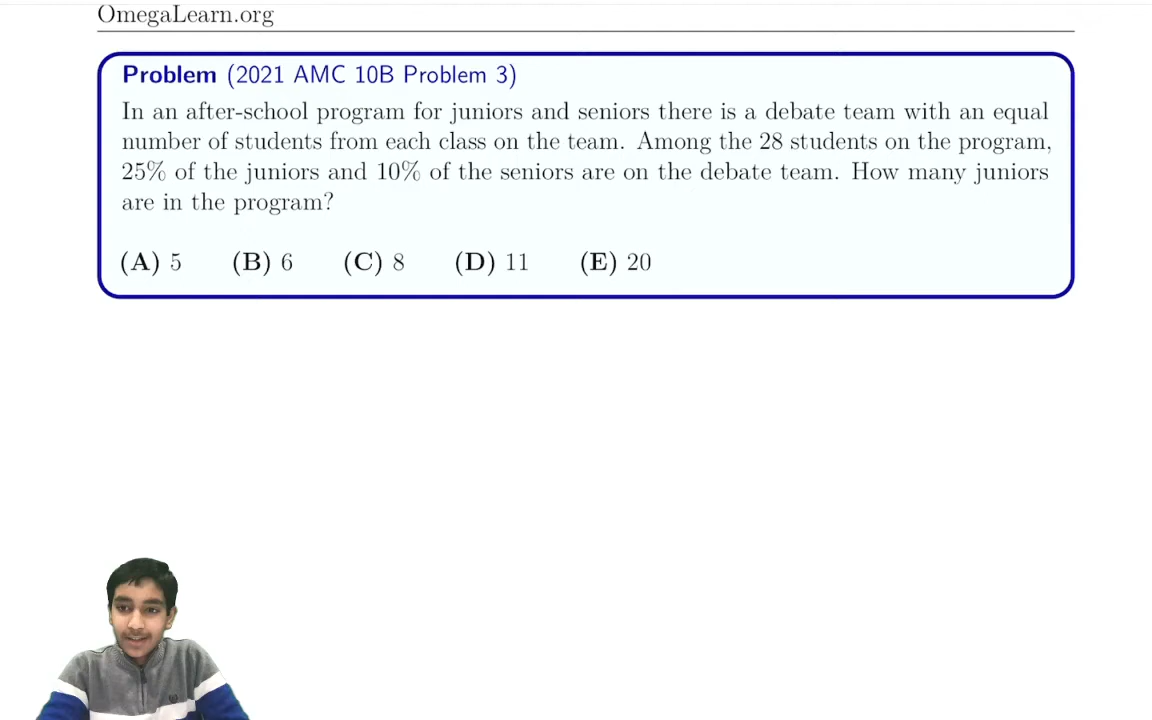 OmegaLearn.org
Problem (2021 AMC 10B Problem 3)
In an after-school program for juniors and seniors there is a debate team with an equal
number of students from each class on the team. Among the 28 students on the program,
25% of the juniors and 10% of the seniors are on the debate team. How many juniors
are in the program?
(A) 5 (B) 6 (C) 8 (D) 11 (E) 20